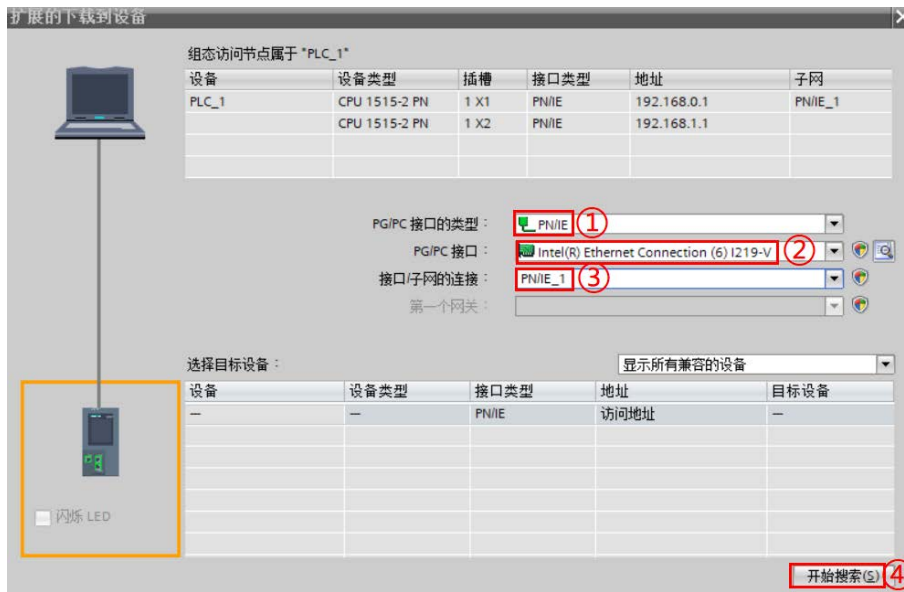 扩展的下载到设备
组态访问节点属于 "PLC_1"
设备 设备类型 插槽 接口类型 地址 子网
PLC_1 CPU 1515-2 PN 1 X1 PN/IE 192.168.0.1 PN/IE_1
CPU 1515-2 PN 1 X2 PN/IE 192.168.1.1
PG/PC 接口的类型： PN/IE ①
PG/PC 接口： Intel(R) Ethernet Connection (6) I219-V ②
接口/子网的连接： PN/IE_1 ③
第一个网关：
选择目标设备： 显示所有兼容的设备
设备 设备类型 接口类型 地址 目标设备
— — PN/IE 访问地址 —
闪烁 LED
开始搜索(S) ④